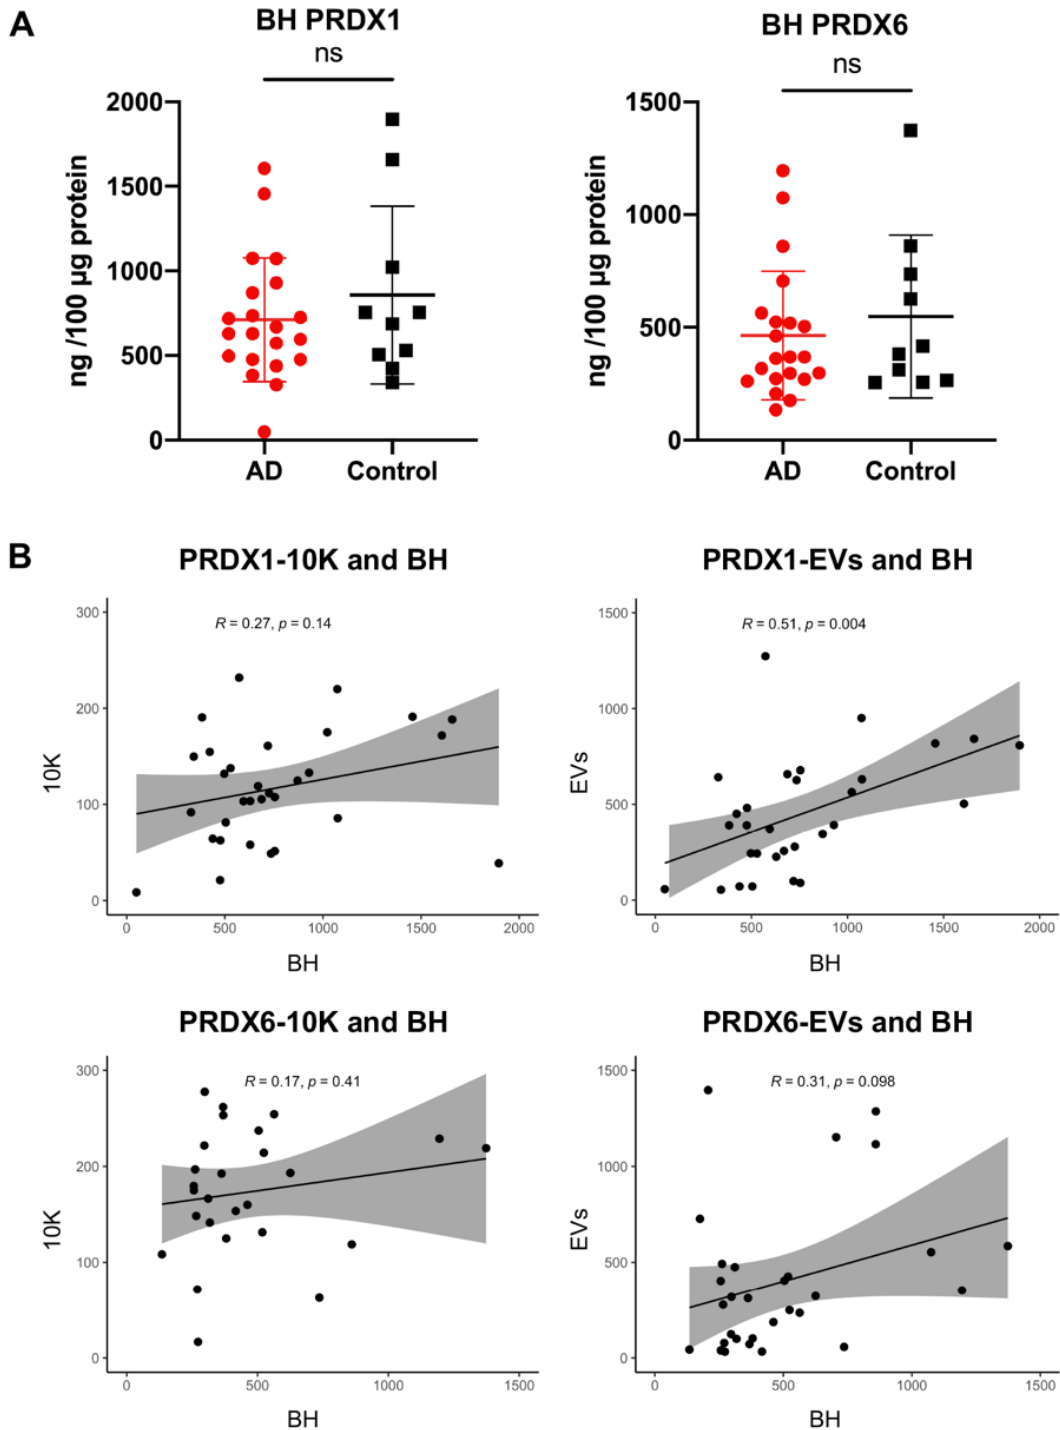 A
BH PRDX1
ns
2000
1500
1000
500
0
ng /100 µg protein
AD
Control
BH PRDX6
ns
1500
1000
500
0
ng /100 µg protein
AD
Control
B
PRDX1-10K and BH
R = 0.27, p = 0.14
300
200
100
0
10K
0
500
1000
1500
2000
BH
PRDX1-EVs and BH
R = 0.51, p = 0.004
1500
1000
500
0
EVs
0
500
1000
1500
2000
BH
PRDX6-10K and BH
R = 0.17, p = 0.41
300
200
100
0
10K
0
500
1000
1500
BH
PRDX6-EVs and BH
R = 0.31, p = 0.098
1500
1000
500
0
EVs
0
500
1000
1500
BH